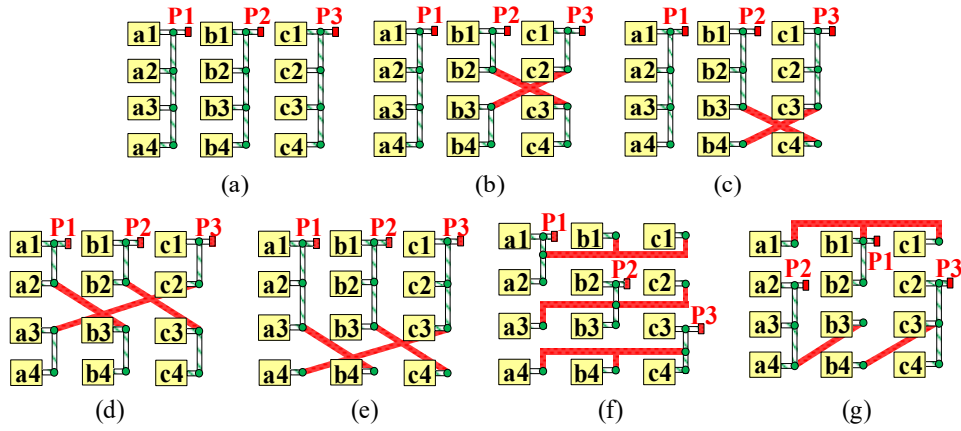 P1 P2 P3
a1 b1 c1
a2 b2 c2
a3 b3 c3
a4 b4 c4
(a)
P1 P2 P3
a1 b1 c1
a2 b2 c2
a3 b3 c3
a4 b4 c4
(b)
P1 P2 P3
a1 b1 c1
a2 b2 c2
a3 b3 c3
a4 b4 c4
(c)
P1 P2 P3
a1 b1 c1
a2 b2 c2
a3 b3 c3
a4 b4 c4
(d)
P1 P2 P3
a1 b1 c1
a2 b2 c2
a3 b3 c3
a4 b4 c4
(e)
P1
a1 b1 c1
P2
a2 b2 c2
P3
a3 b3 c3
a4 b4 c4
(f)
a1 b1 c1
P2 P1 P3
a2 b2 c2
a3 b3 c3
a4 b4 c4
(g)